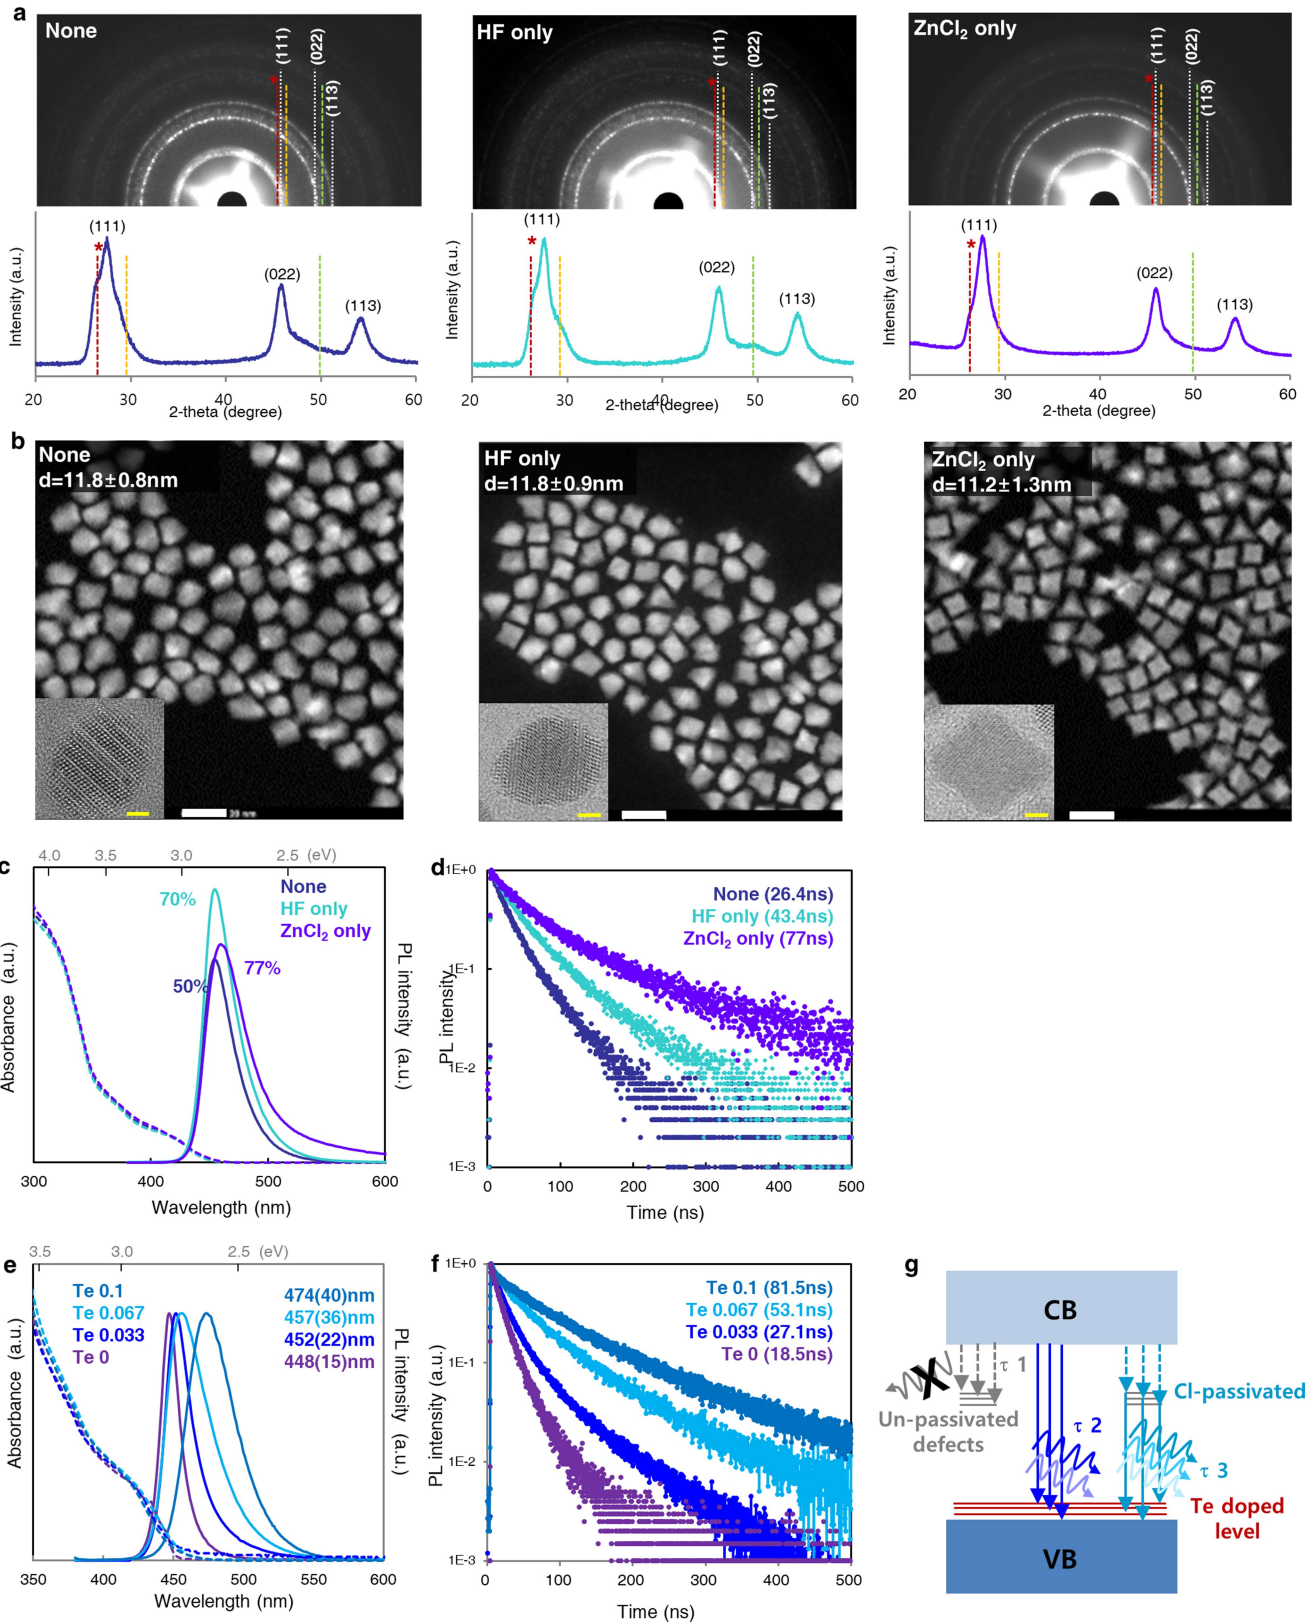 a
None
(111)
(022)
(113)
*
HF only
(111)
(022)
(113)
*
ZnCl₂ only
(111)
(022)
(113)
*
Intensity (a.u.)
(111)
*
(022)
(113)
20
30
40
50
60
2-theta (degree)
Intensity (a.u.)
(111)
*
(022)
(113)
20
30
40
50
60
2-theta (degree)
Intensity (a.u.)
(111)
*
(022)
(113)
20
30
40
50
60
2-theta (degree)
b
None
d=11.8±0.8nm
HF only
d=11.8±0.9nm
ZnCl₂ only
d=11.2±1.3nm
c
4.0
3.5
3.0
2.5 (eV)
None
HF only
ZnCl₂ only
70%
77%
50%
Absorbance (a.u.)
PL intensity (a.u.)
300
400
500
600
Wavelength (nm)
d
1E+0
1E-1
1E-2
1E-3
PL intensity
None (26.4ns)
HF only (43.4ns)
ZnCl₂ only (77ns)
0
100
200
300
400
500
Time (ns)
e
3.5
3.0
2.5 (eV)
Te 0.1
Te 0.067
Te 0.033
Te 0
474(40)nm
457(36)nm
452(22)nm
448(15)nm
Absorbance (a.u.)
PL intensity (a.u.)
350
400
450
500
550
600
Wavelength (nm)
f
1E+0
1E-1
1E-2
1E-3
PL intensity (a.u.)
Te 0.1 (81.5ns)
Te 0.067 (53.1ns)
Te 0.033 (27.1ns)
Te 0 (18.5ns)
0
100
200
300
400
500
Time (ns)
g
CB
X
τ 1
Un-passivated
defects
τ 2
Cl-passivated
τ 3
Te doped
level
VB